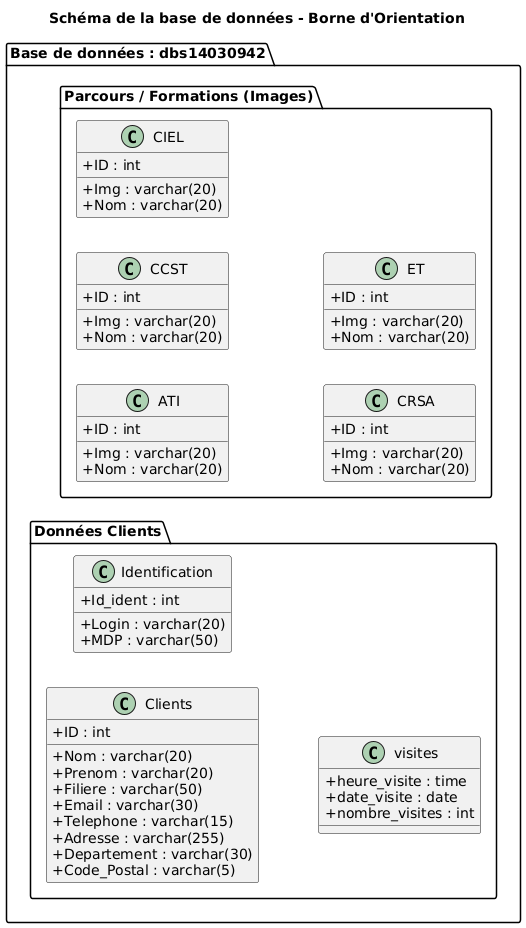 Schéma de la base de données - Borne d'Orientation
Base de données : dbs14030942
Parcours / Formations (Images)
C CIEL
+ID : int
+Img : varchar(20)
+Nom : varchar(20)
C CCST
+ID : int
+Img : varchar(20)
+Nom : varchar(20)
C ET
+ID : int
+Img : varchar(20)
+Nom : varchar(20)
C ATI
+ID : int
+Img : varchar(20)
+Nom : varchar(20)
C CRSA
+ID : int
+Img : varchar(20)
+Nom : varchar(20)
Données Clients
C Identification
+Id_ident : int
+Login : varchar(20)
+MDP : varchar(50)
C Clients
+ID : int
+Nom : varchar(20)
+Prenom : varchar(20)
+Filiere : varchar(50)
+Email : varchar(30)
+Telephone : varchar(15)
+Adresse : varchar(255)
+Departement : varchar(30)
+Code_Postal : varchar(5)
C visites
+heure_visite : time
+date_visite : date
+nombre_visites : int